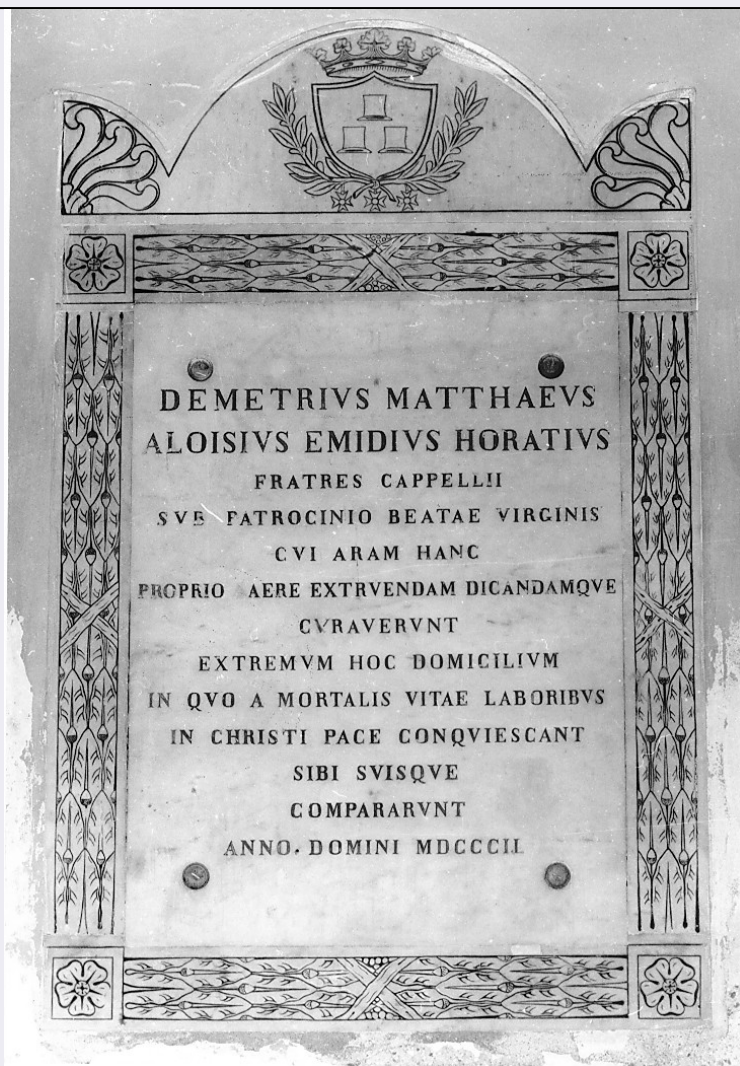 DEMETRIVS MATTHAEVS
ALOISIVS EMIDIVS HORATIVS
FRATRES CAPPELLII
SVB PATROCINIO BEATAE VIRGINIS
CVI ARAM HANC
PROPRIO AERE EXTRVENDAM DICANDAMQVE
CVRAVERVNT
EXTREMVM HOC DOMICILIVM
IN QVO A MORTALIS VITAE LABORIBVS
IN CHRISTI PACE CONQVIESCANT
SIBI SVISQVE
COMPARARVNT
ANNO. DOMINI MDCCCII